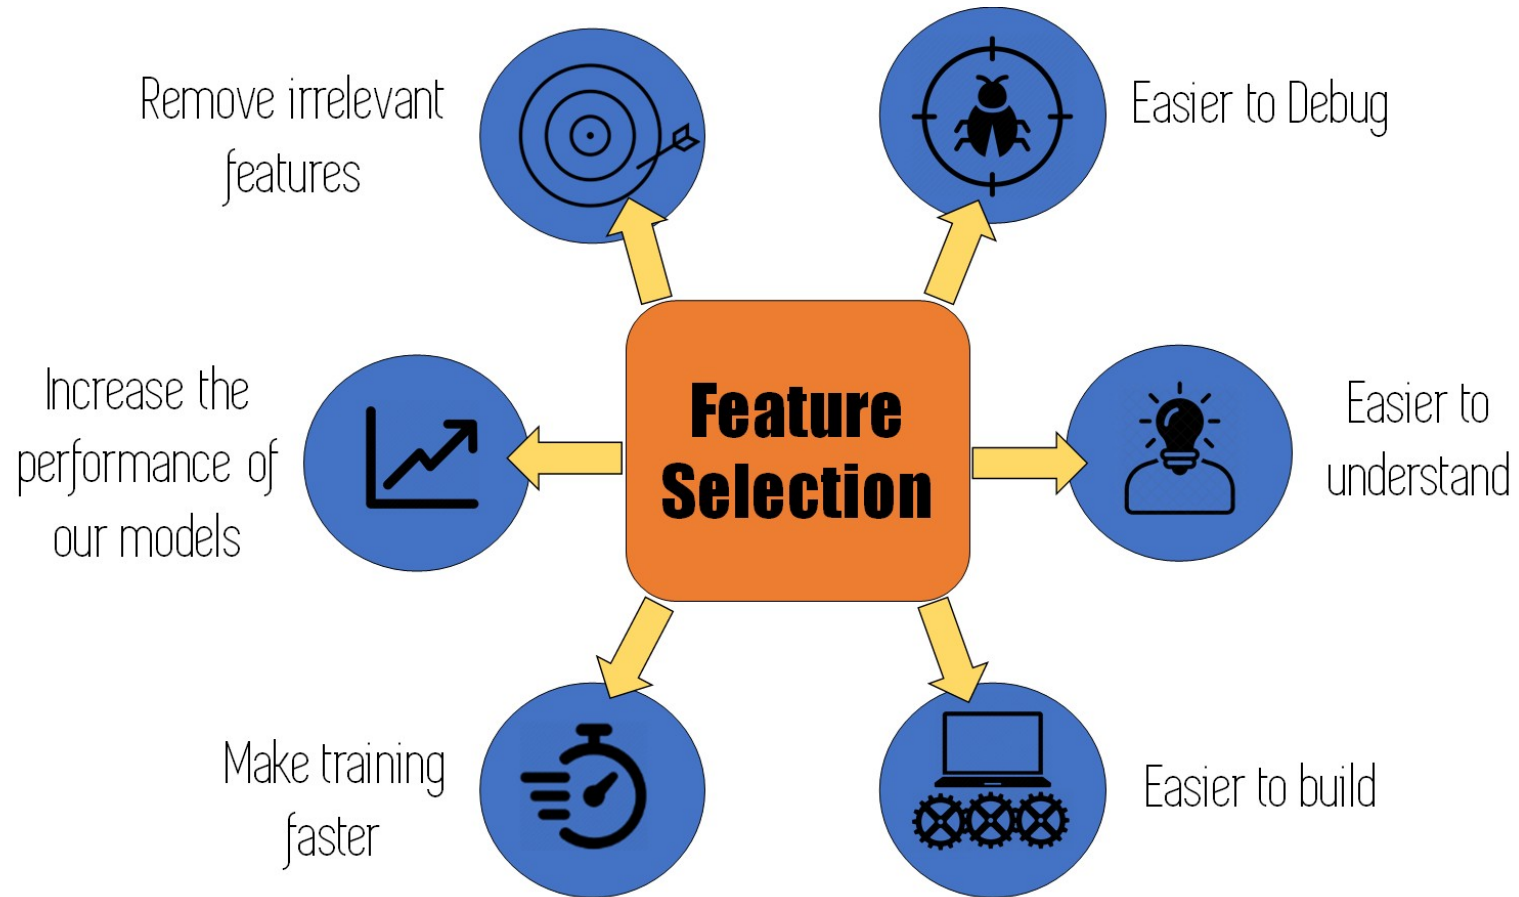 Remove irrelevant
features
Easier to Debug
Increase the
performance of
our models
Feature
Selection
Easier to
understand
Make training
faster
Easier to build